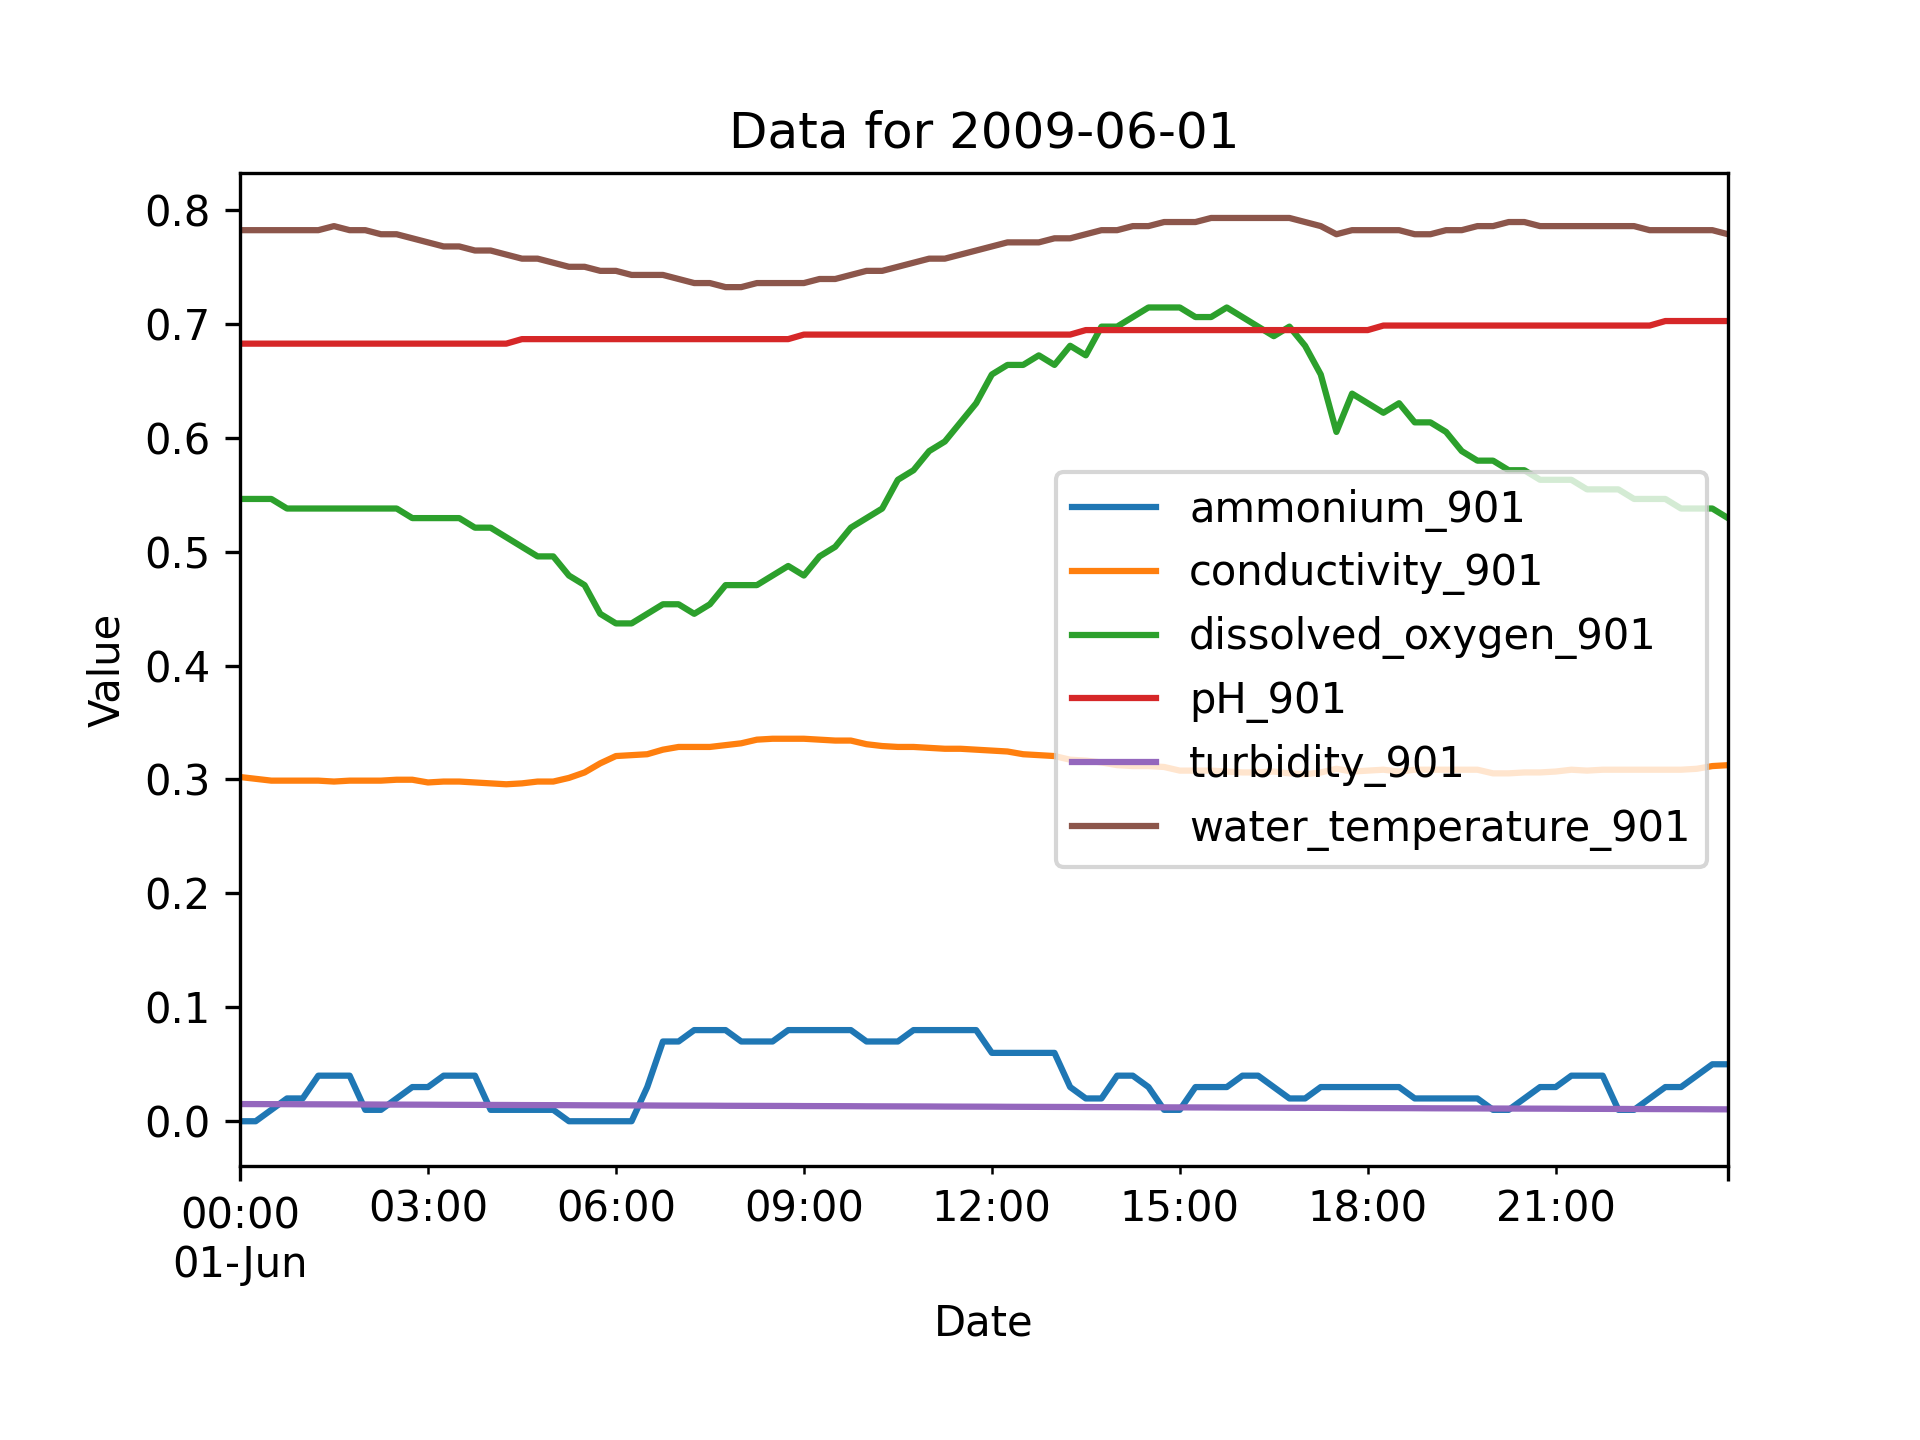 Data for 2009-06-01
Value
0.8
0.7
0.6
0.5
0.4
0.3
0.2
0.1
0.0
ammonium_901
conductivity_901
dissolved_oxygen_901
pH_901
turbidity_901
water_temperature_901
00:00 03:00 06:00 09:00 12:00 15:00 18:00 21:00
01-Jun
Date